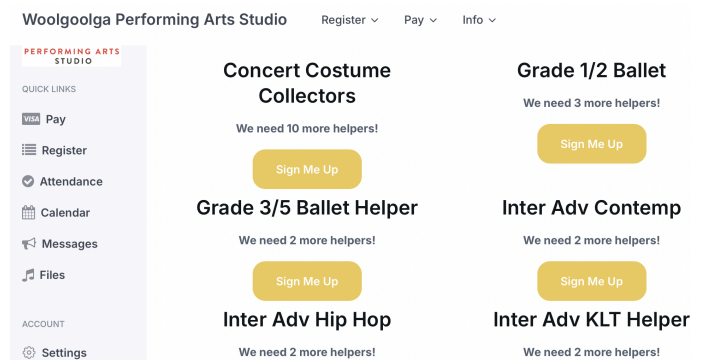 Woolgoolga Performing Arts Studio
Register
Pay
Info
PERFORMING ARTS
STUDIO
QUICK LINKS
VISA Pay
Register
Attendance
Calendar
Messages
Files
ACCOUNT
Settings
Concert Costume
Collectors
We need 10 more helpers!
Sign Me Up
Grade 1/2 Ballet
We need 3 more helpers!
Sign Me Up
Grade 3/5 Ballet Helper
We need 2 more helpers!
Sign Me Up
Inter Adv Contemp
We need 2 more helpers!
Sign Me Up
Inter Adv Hip Hop
We need 2 more helpers!
Inter Adv KLT Helper
We need 2 more helpers!